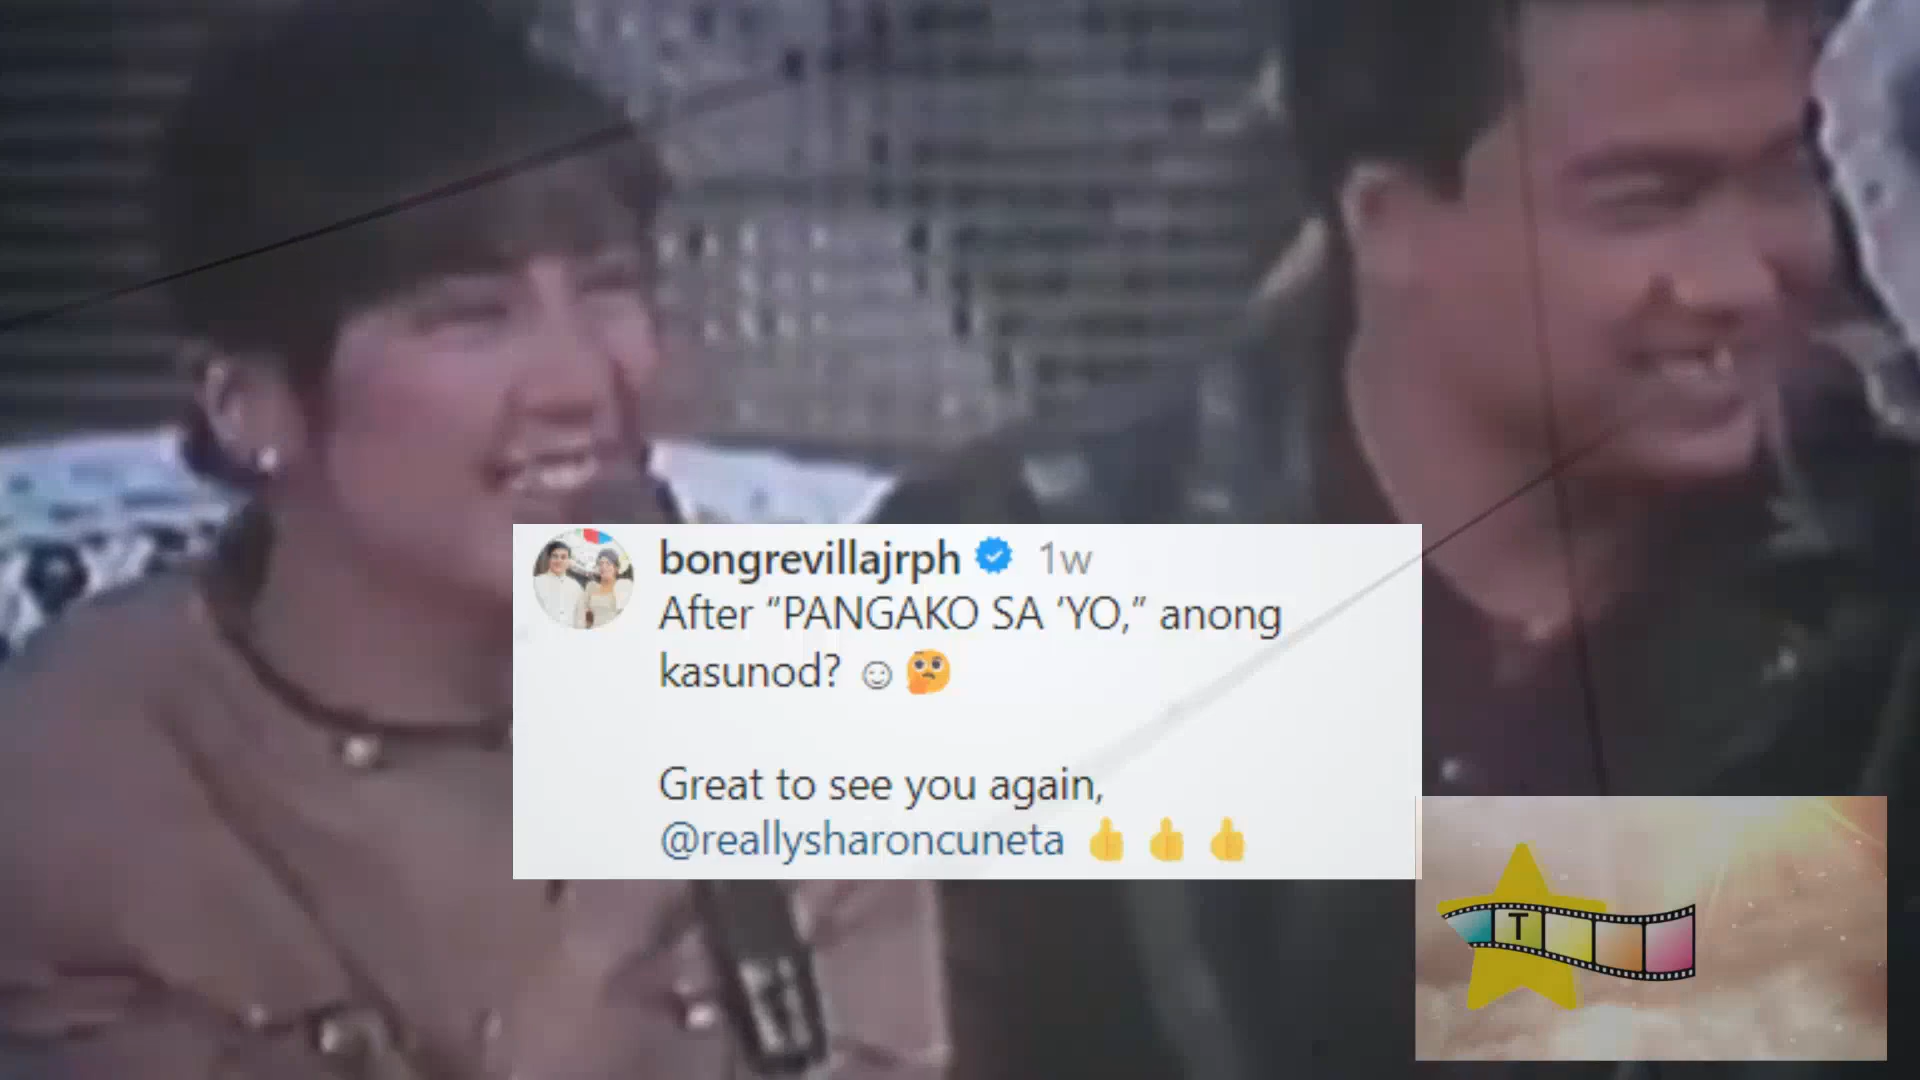 bongrevillajrph 1w
After “PANGAKO SA ‘YO,” anong
kasunod? ☺🤔
Great to see you again,
@reallysharoncuneta 👍 👍 👍
T